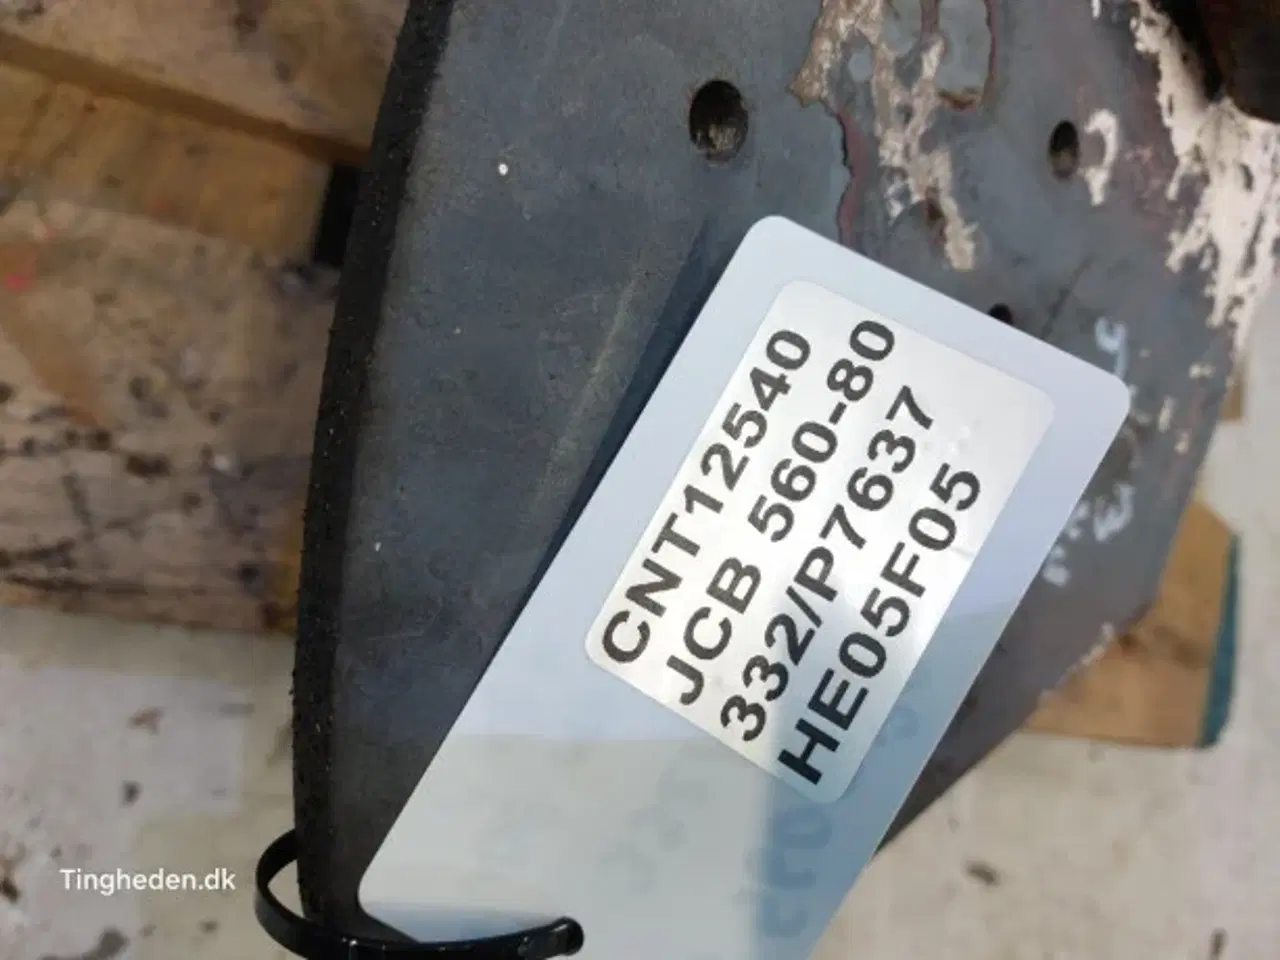 CNT12540
JCB 560-80
332/P7637
HE05F05
Tingheden.dk